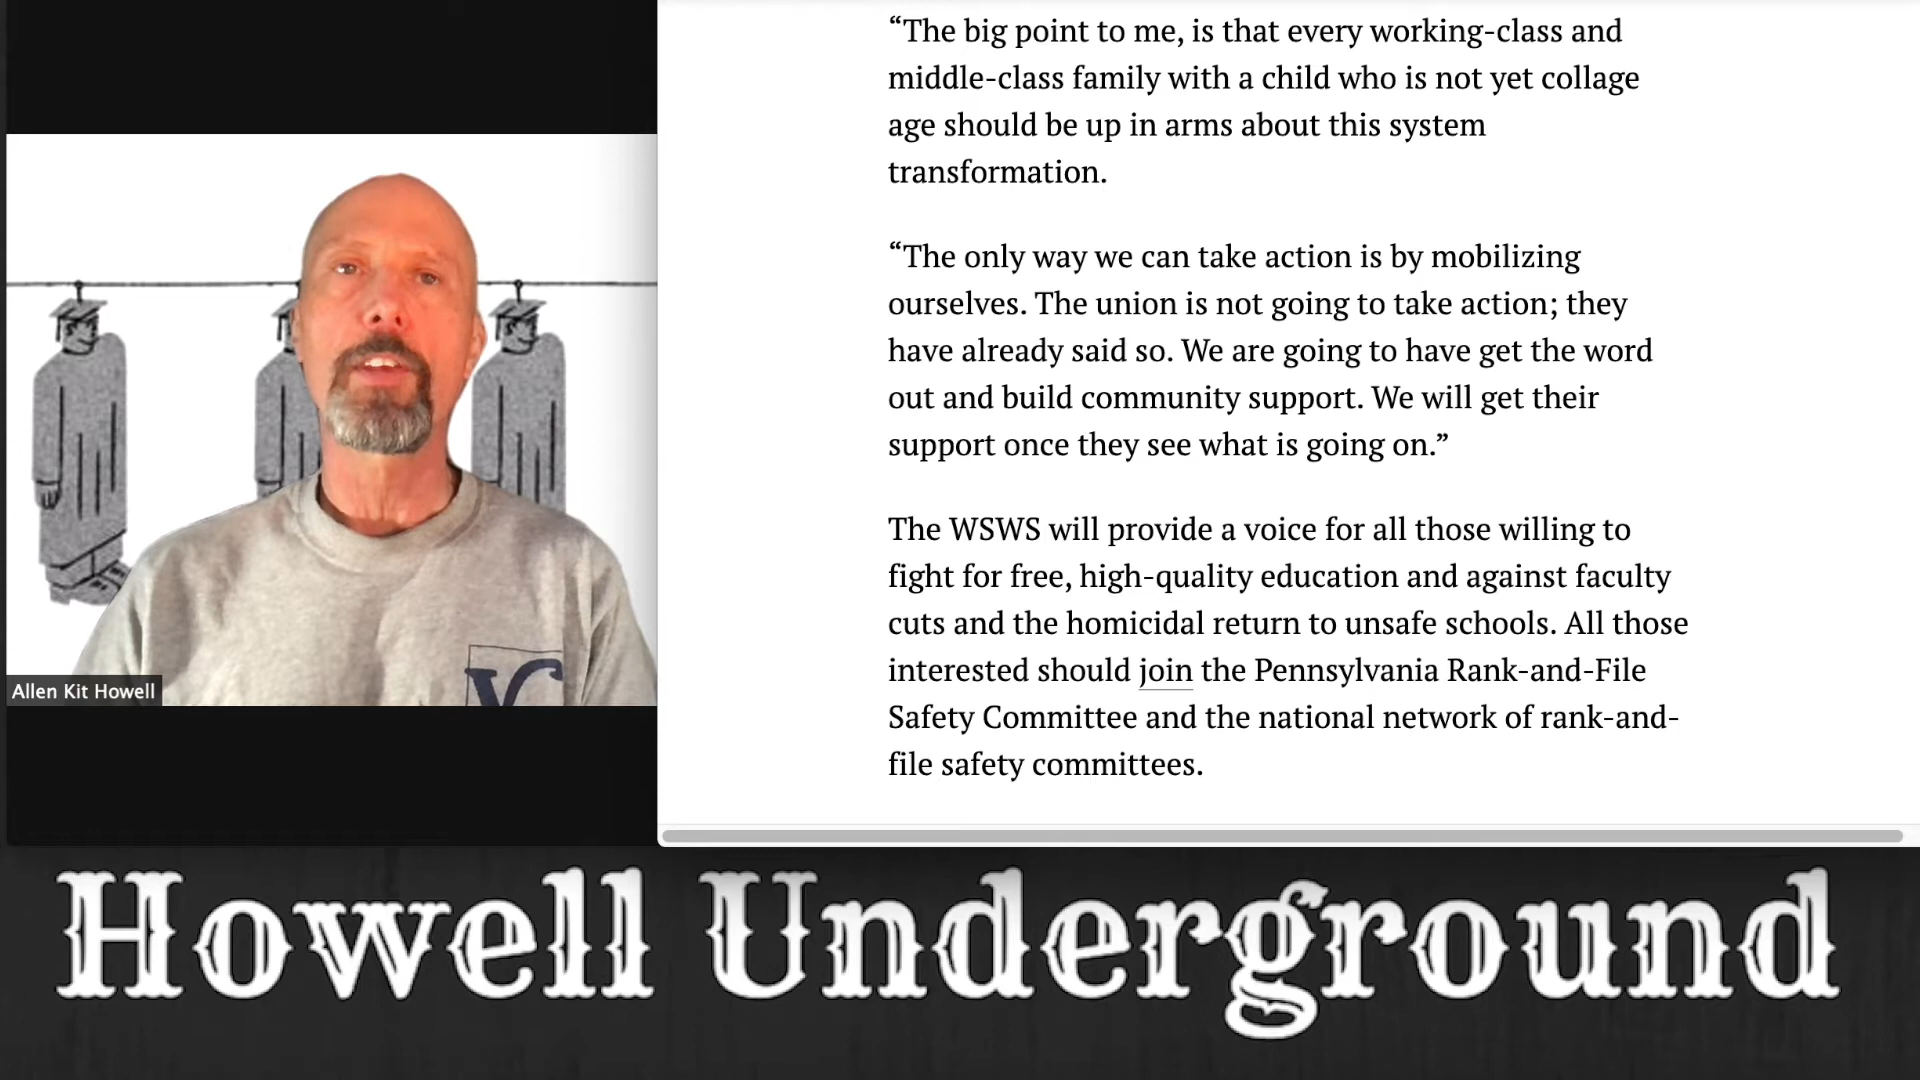 “The big point to me, is that every working-class and
middle-class family with a child who is not yet collage
age should be up in arms about this system
transformation.
“The only way we can take action is by mobilizing
ourselves. The union is not going to take action; they
have already said so. We are going to have get the word
out and build community support. We will get their
support once they see what is going on.”
The WSWS will provide a voice for all those willing to
fight for free, high-quality education and against faculty
cuts and the homicidal return to unsafe schools. All those
interested should join the Pennsylvania Rank-and-File
Safety Committee and the national network of rank-and-
file safety committees.
Allen Kit Howell
Howell Underground